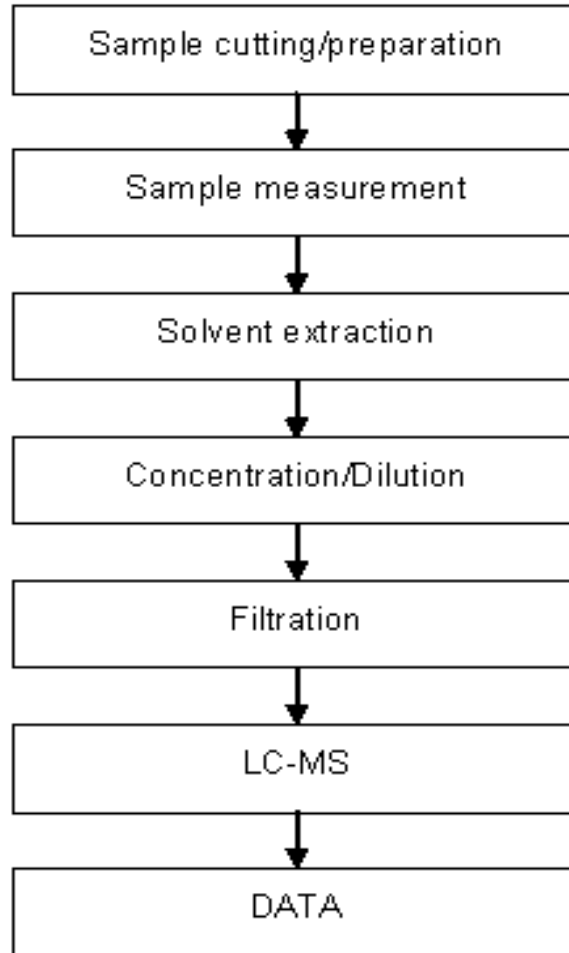 Sample cutting/preparation
Sample measurement
Solvent extraction
Concentration/Dilution
Filtration
LC-MS
DATA